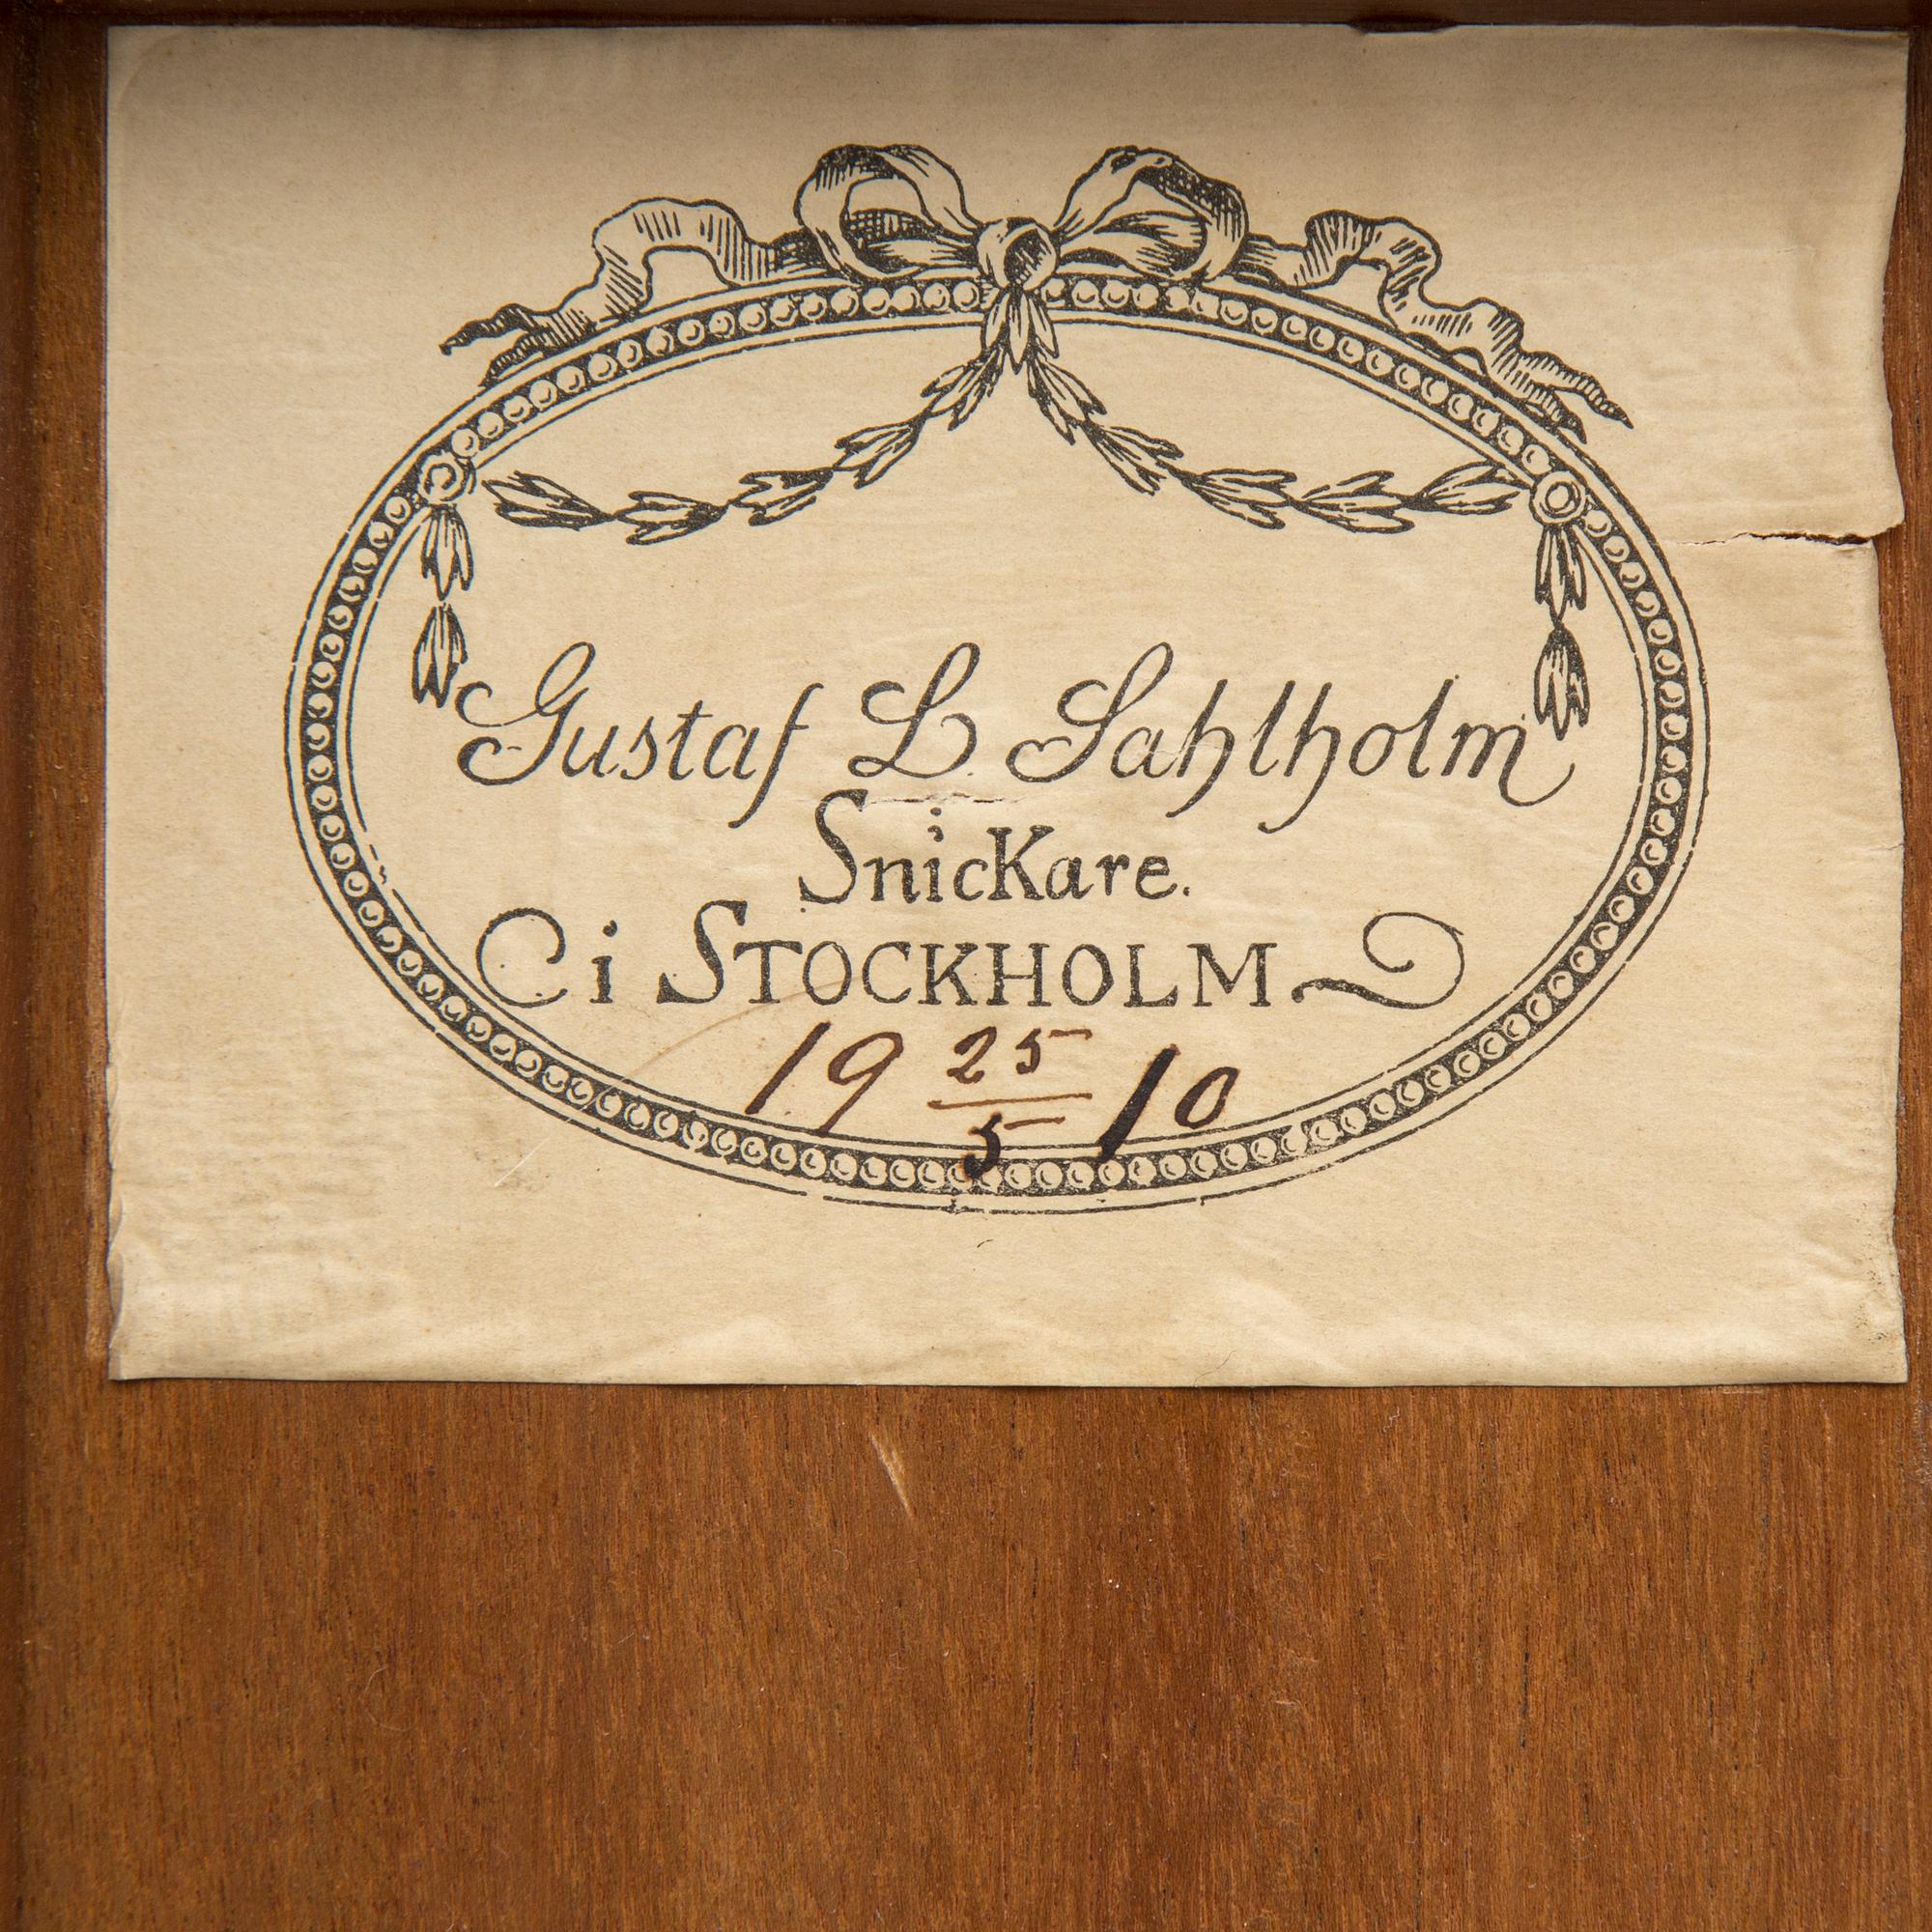 Gustaf L. Sahlholm
Snickare.
i STOCKHOLM.
19 25/5 10